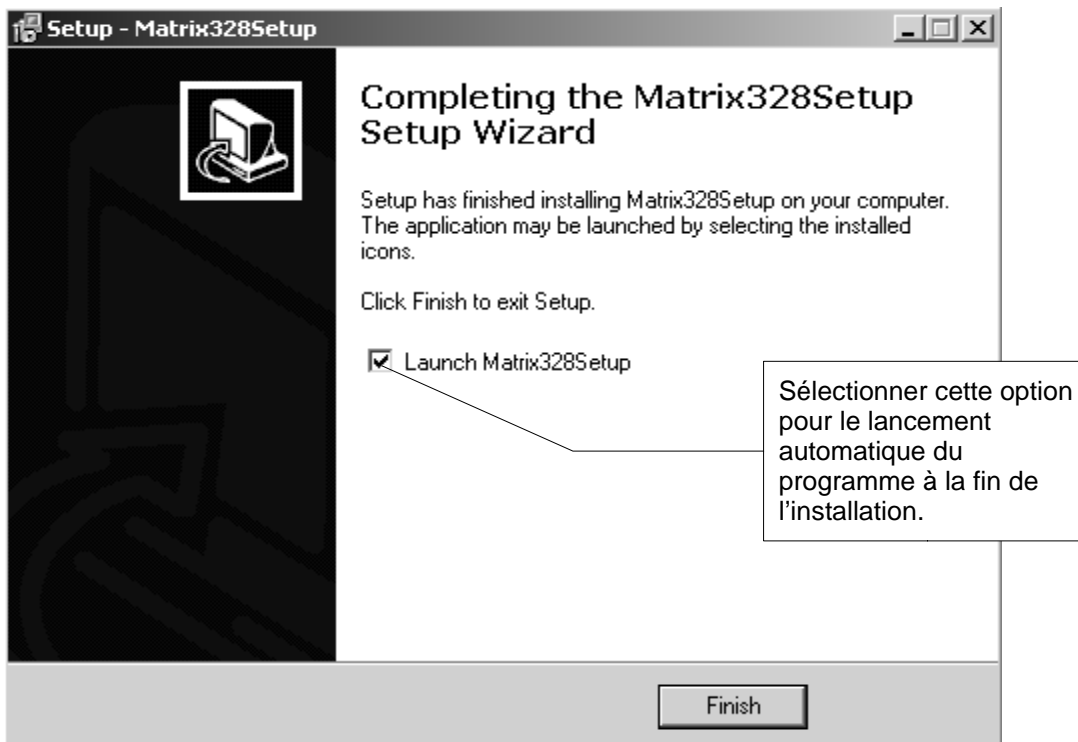 Setup - Matrix328Setup
Completing the Matrix328Setup
Setup Wizard
Setup has finished installing Matrix328Setup on your computer.
The application may be launched by selecting the installed
icons.
Click Finish to exit Setup.
Launch Matrix328Setup
Sélectionner cette option
pour le lancement
automatique du
programme à la fin de
l'installation.
Finish